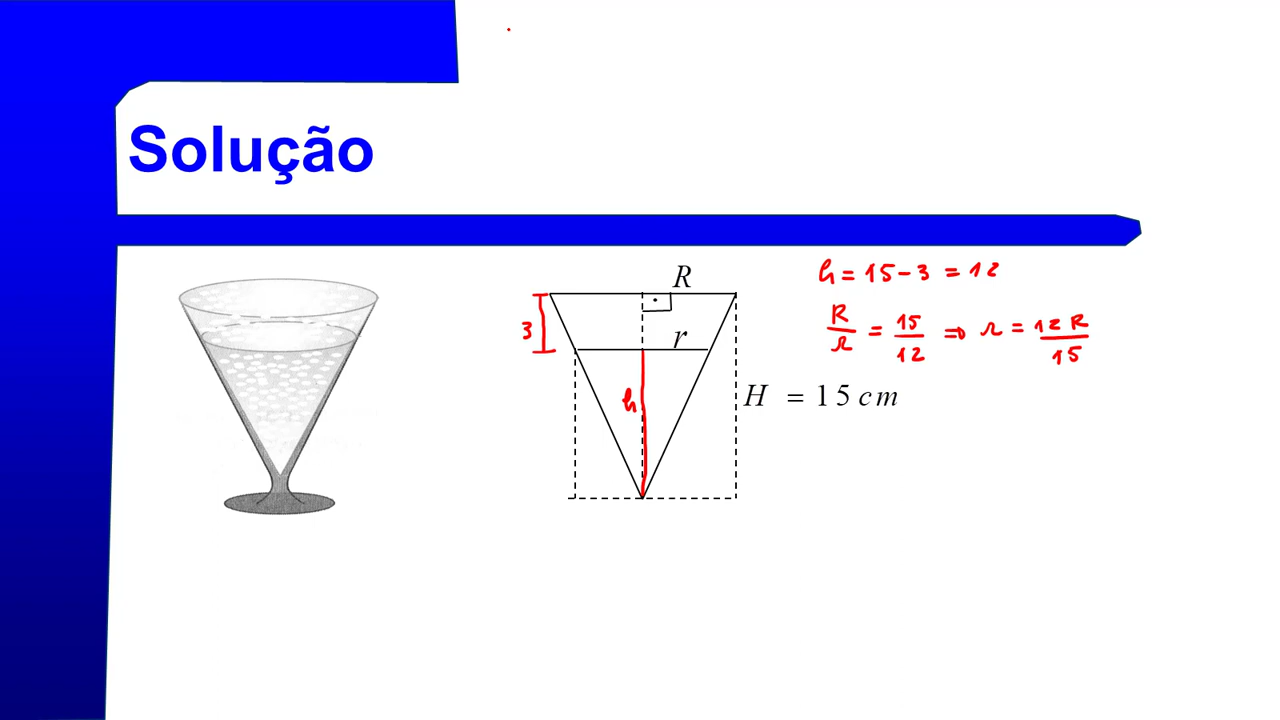 Solução
R
h = 15 - 3 = 12
3
r
R/r = 15/12 ⇒ r = 12R/15
h
H = 15 cm